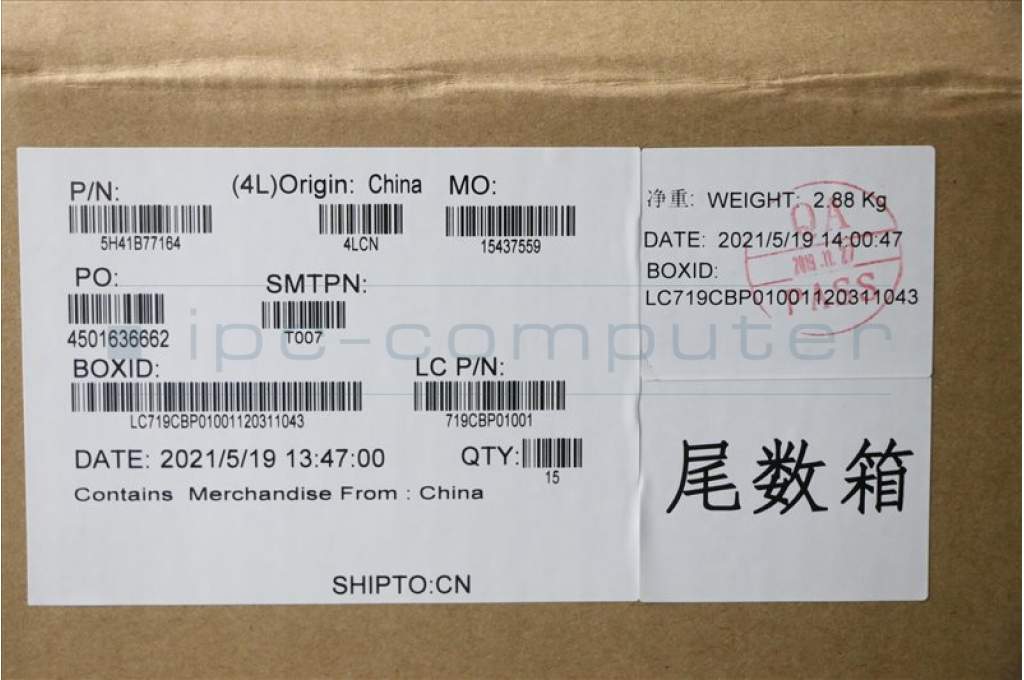 P/N:
5H41B77164
(4L)Origin: China
4LCN
MO:
15437559
PO:
4501636662
SMTPN:
T007
BOXID:
LC719CBP01001120311043
LC P/N:
719CBP01001
DATE: 2021/5/19 13:47:00
QTY:
15
Contains Merchandise From : China
SHIPTO:CN
净重: WEIGHT: 2.88 Kg
DATE: 2021/5/19 14:00:47
BOXID:
LC719CBP01001120311043
QA
PASS
尾数箱
ipc-computer